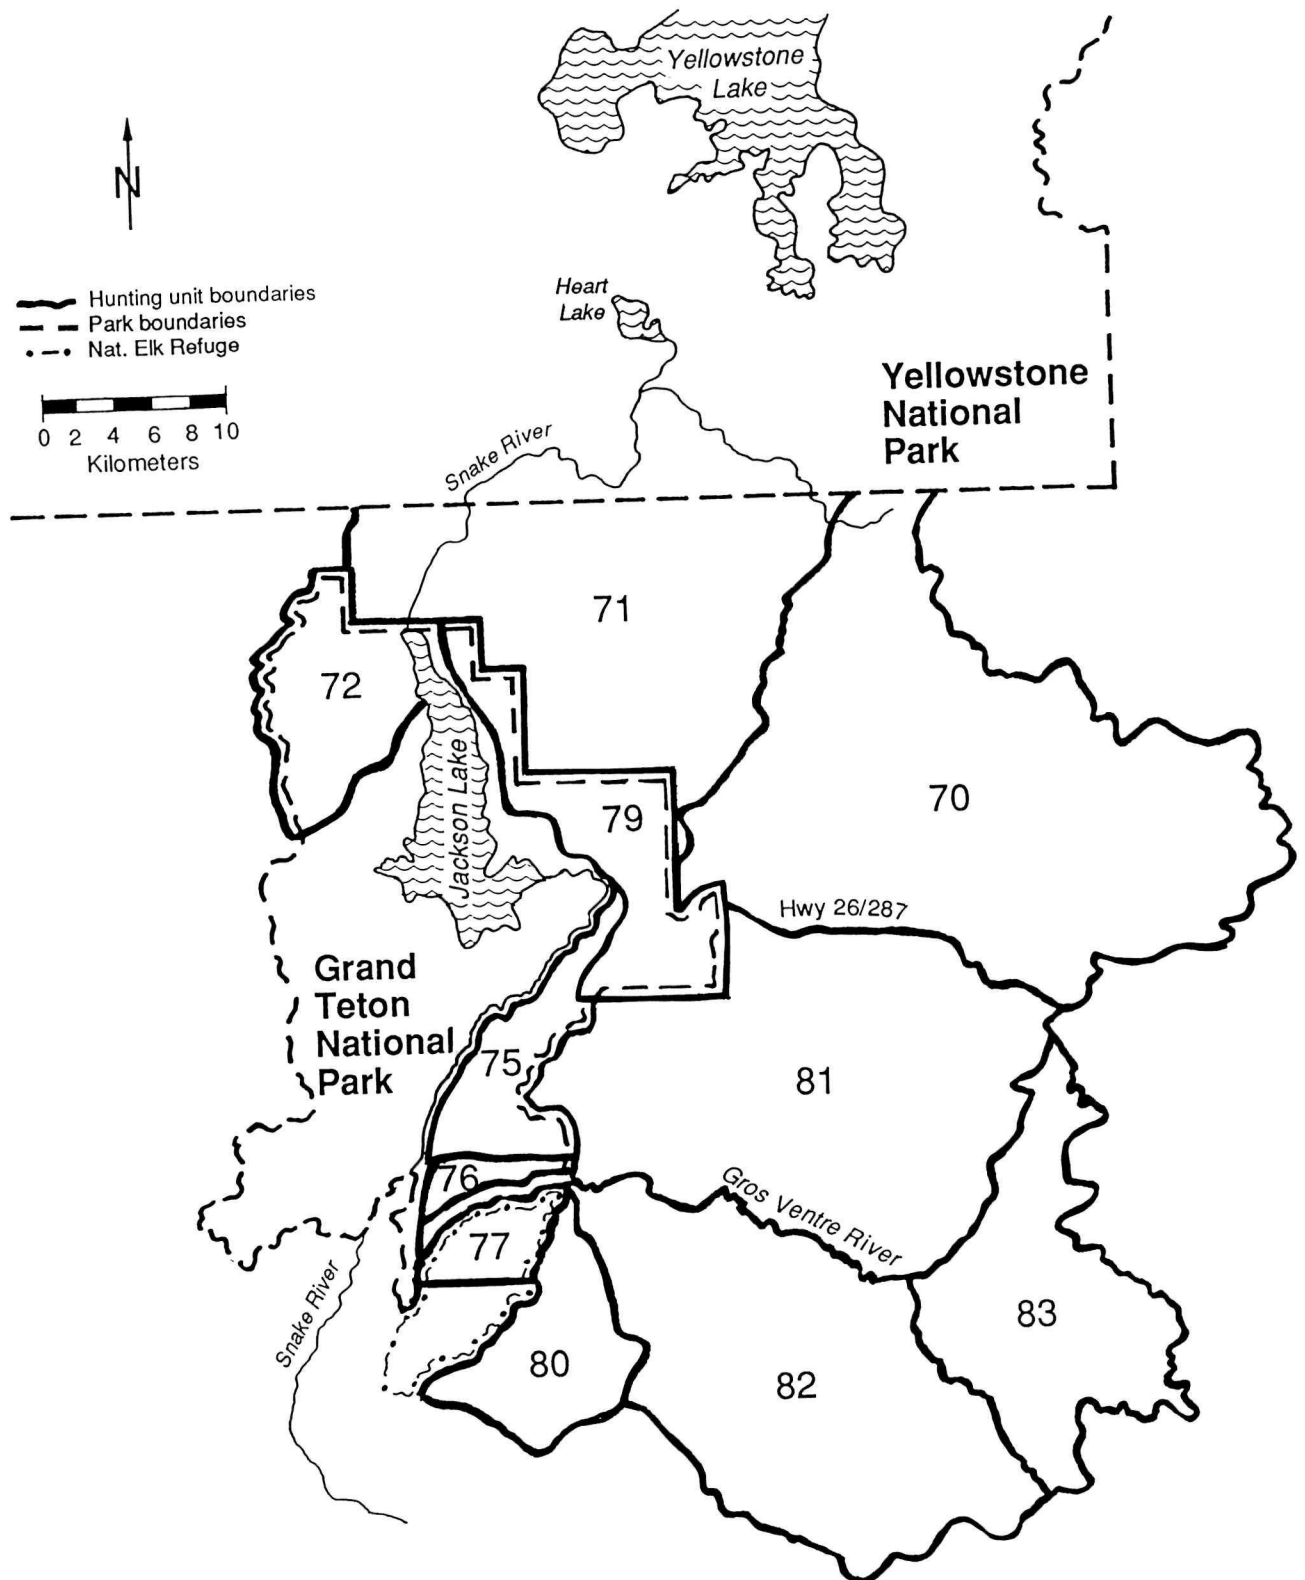 Yellowstone
Lake
N
Hunting unit boundaries
Park boundaries
Nat. Elk Refuge
0 2 4 6 8 10
Kilometers
Heart
Lake
Yellowstone
National
Park
Snake River
71
72
Jackson Lake
79
70
Hwy 26/287
Grand
Teton
National
Park
75
81
76
Gros Ventre River
77
Snake River
83
80
82